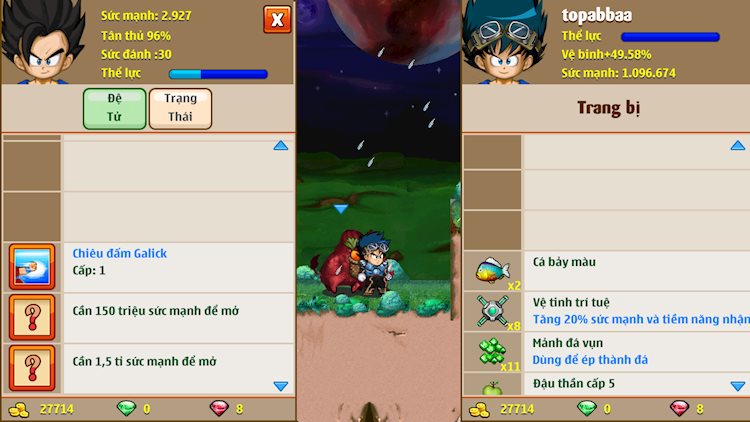 Sức mạnh: 2.927
Tân thủ 96%
Sức đánh :30
Thể lực
X
Đệ
Tử
Trạng
Thái
Chiêu đấm Galick
Cấp: 1
?
Cần 150 triệu sức mạnh để mở
?
Cần 1,5 tỉ sức mạnh để mở
27714
0
8
topabbaa
Thể lực
Vệ binh+49.58%
Sức mạnh: 1.096.674
Trang bị
Cá bảy màu
x2
Vệ tinh trí tuệ
Tăng 20% sức mạnh và tiềm năng nhận
x8
Mảnh đá vụn
Dùng để ép thành đá
x11
Đậu thần cấp 5
27714
0
8